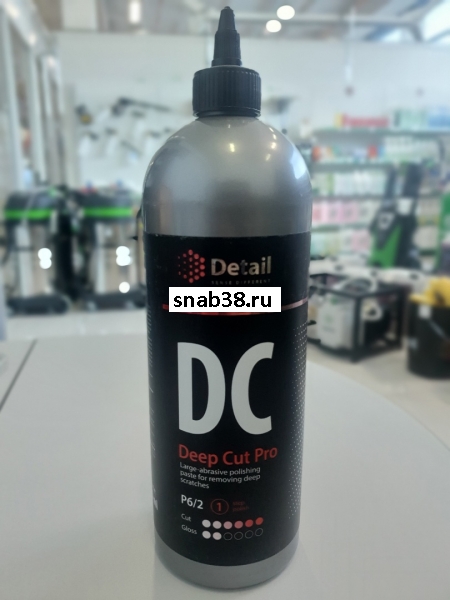 Detail
snab38.ru
DC
Deep Cut Pro
Large-abrasive polishing
paste for removing deep
scratches
P6/2
1
Cut
Gloss